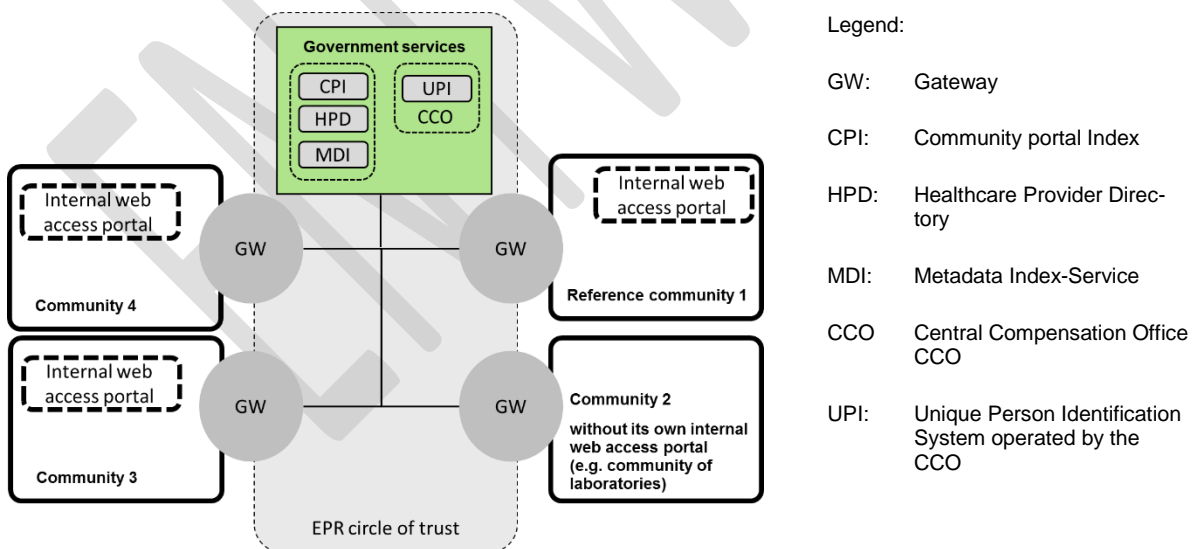 Government services
CPI
HPD
MDI
UPI
CCO
Internal web
access portal
GW
Community 4
Internal web
access portal
GW
Reference community 1
Internal web
access portal
GW
Community 3
GW
Community 2
without its own internal
web access portal
(e.g. community of
laboratories)
EPR circle of trust
Legend:
GW: Gateway
CPI: Community portal Index
HPD: Healthcare Provider Direc-
tory
MDI: Metadata Index-Service
CCO Central Compensation Office
CCO
UPI: Unique Person Identification
System operated by the
CCO